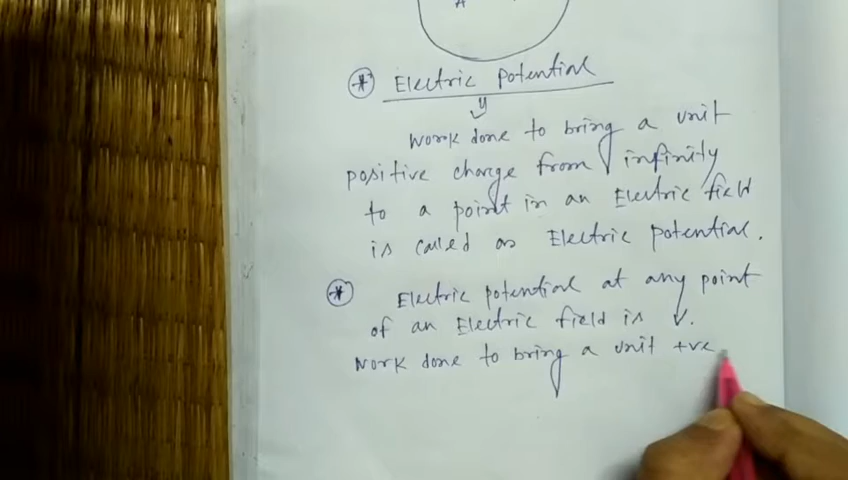 A
* Electric Potential
Work done to bring a unit
positive charge from infinity
to a point in an Electric field
is called as Electric Potential.
* Electric potential at any point
of an Electric field is V.
Work done to bring a unit +ve